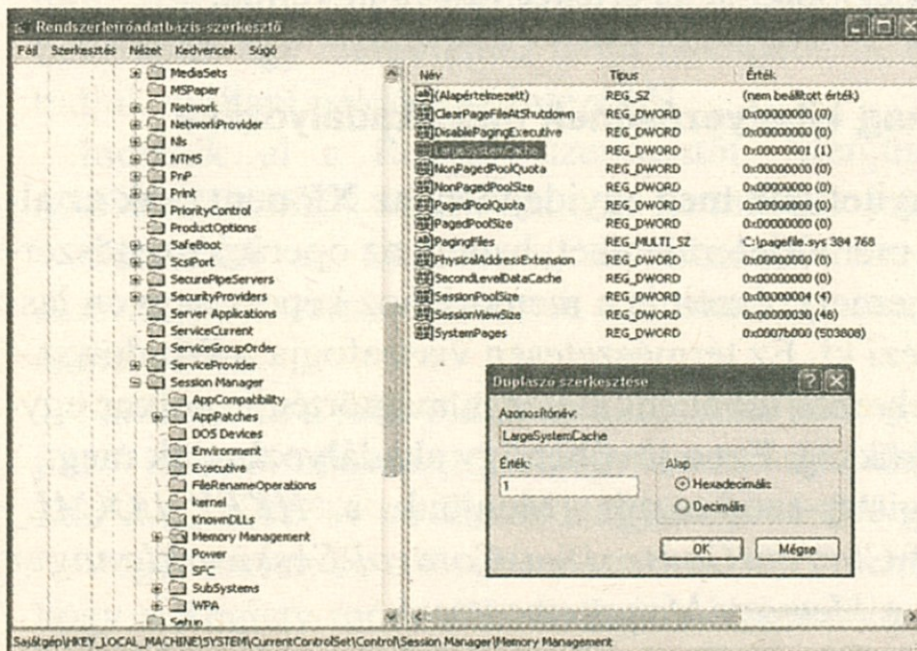 Rendszerleíróadatbázis-szerkesztő
Fájl Szerkesztés Nézet Kedvencek Súgó
MediaSets
MSPaper
Network
NetworkProvider
Nls
NTMS
PnP
Print
PriorityControl
ProductOptions
SafeBoot
ScsiPort
SecurePipeServers
SecurityProviders
Server Applications
ServiceCurrent
ServiceGroupOrder
ServiceProvider
Session Manager
AppCompatibility
AppPatches
DOS Devices
Environment
Executive
FileRenameOperations
kernel
KnownDLLs
Memory Management
Power
SFC
SubSystems
WPA
Setup
Név Típus Érték
(Alapértelmezett) REG_SZ (nem beállított érték)
ClearPageFileAtShutdown REG_DWORD 0x00000000 (0)
DisablePagingExecutive REG_DWORD 0x00000000 (0)
LargeSystemCache REG_DWORD 0x00000001 (1)
NonPagedPoolQuota REG_DWORD 0x00000000 (0)
NonPagedPoolSize REG_DWORD 0x00000000 (0)
PagedPoolQuota REG_DWORD 0x00000000 (0)
PagedPoolSize REG_DWORD 0x00000000 (0)
PagingFiles REG_MULTI_SZ C:\pagefile.sys 384 768
PhysicalAddressExtension REG_DWORD 0x00000000 (0)
SecondLevelDataCache REG_DWORD 0x00000000 (0)
SessionPoolSize REG_DWORD 0x00000004 (4)
SessionViewSize REG_DWORD 0x00000030 (48)
SystemPages REG_DWORD 0x0007b000 (503808)
Duplaszó szerkesztése
Azonosítónév:
LargeSystemCache
Érték: Alap
1 Hexadecimális
Decimális
OK Mégse
Sajátgép\HKEY_LOCAL_MACHINE\SYSTEM\CurrentControlSet\Control\Session Manager\Memory Management